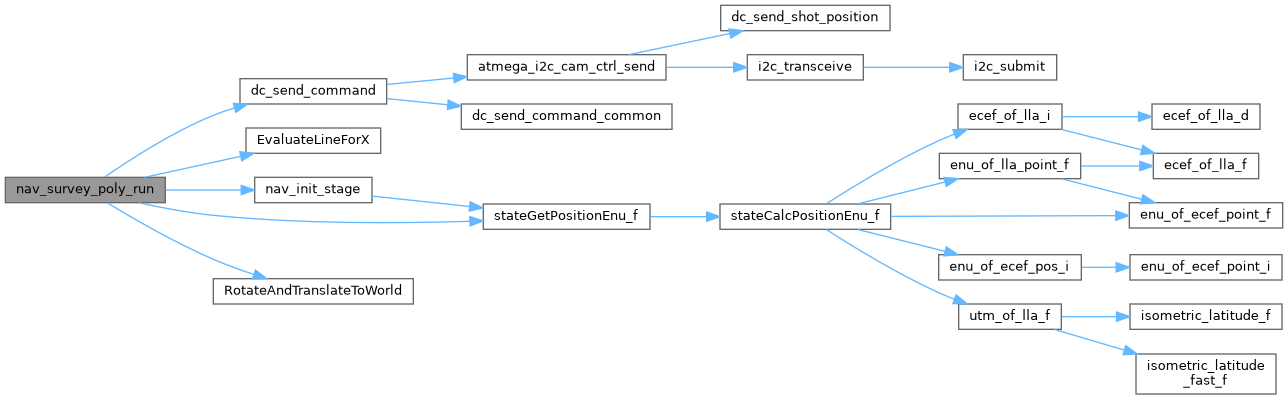 nav_survey_poly_run
dc_send_command
EvaluateLineForX
nav_init_stage
RotateAndTranslateToWorld
atmega_i2c_cam_ctrl_send
dc_send_command_common
stateGetPositionEnu_f
dc_send_shot_position
i2c_transceive
stateCalcPositionEnu_f
i2c_submit
ecef_of_lla_i
enu_of_lla_point_f
enu_of_ecef_pos_i
utm_of_lla_f
ecef_of_lla_d
ecef_of_lla_f
enu_of_ecef_point_f
enu_of_ecef_point_i
isometric_latitude_f
isometric_latitude
_fast_f